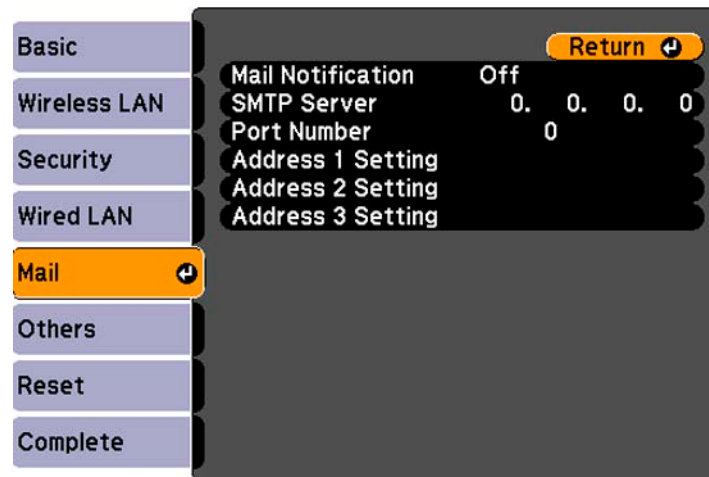 Basic
Wireless LAN
Security
Wired LAN
Mail
Others
Reset
Complete
Return
Mail Notification Off
SMTP Server 0. 0. 0. 0
Port Number 0
Address 1 Setting
Address 2 Setting
Address 3 Setting